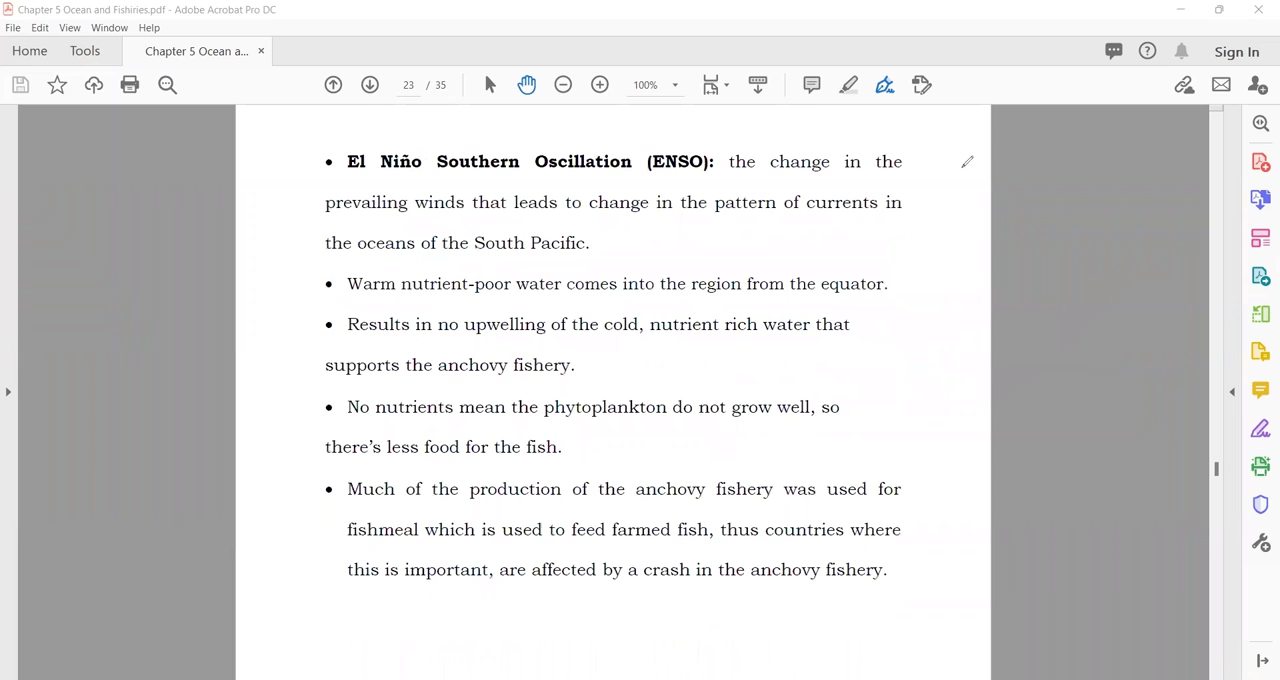 Chapter 5 Ocean and Fishiries.pdf - Adobe Acrobat Pro DC
File Edit View Window Help
Home Tools Chapter 5 Ocean a... × Sign In
23 / 35 100%
• El Niño Southern Oscillation (ENSO): the change in the
prevailing winds that leads to change in the pattern of currents in
the oceans of the South Pacific.
• Warm nutrient-poor water comes into the region from the equator.
• Results in no upwelling of the cold, nutrient rich water that
supports the anchovy fishery.
• No nutrients mean the phytoplankton do not grow well, so
there’s less food for the fish.
• Much of the production of the anchovy fishery was used for
fishmeal which is used to feed farmed fish, thus countries where
this is important, are affected by a crash in the anchovy fishery.